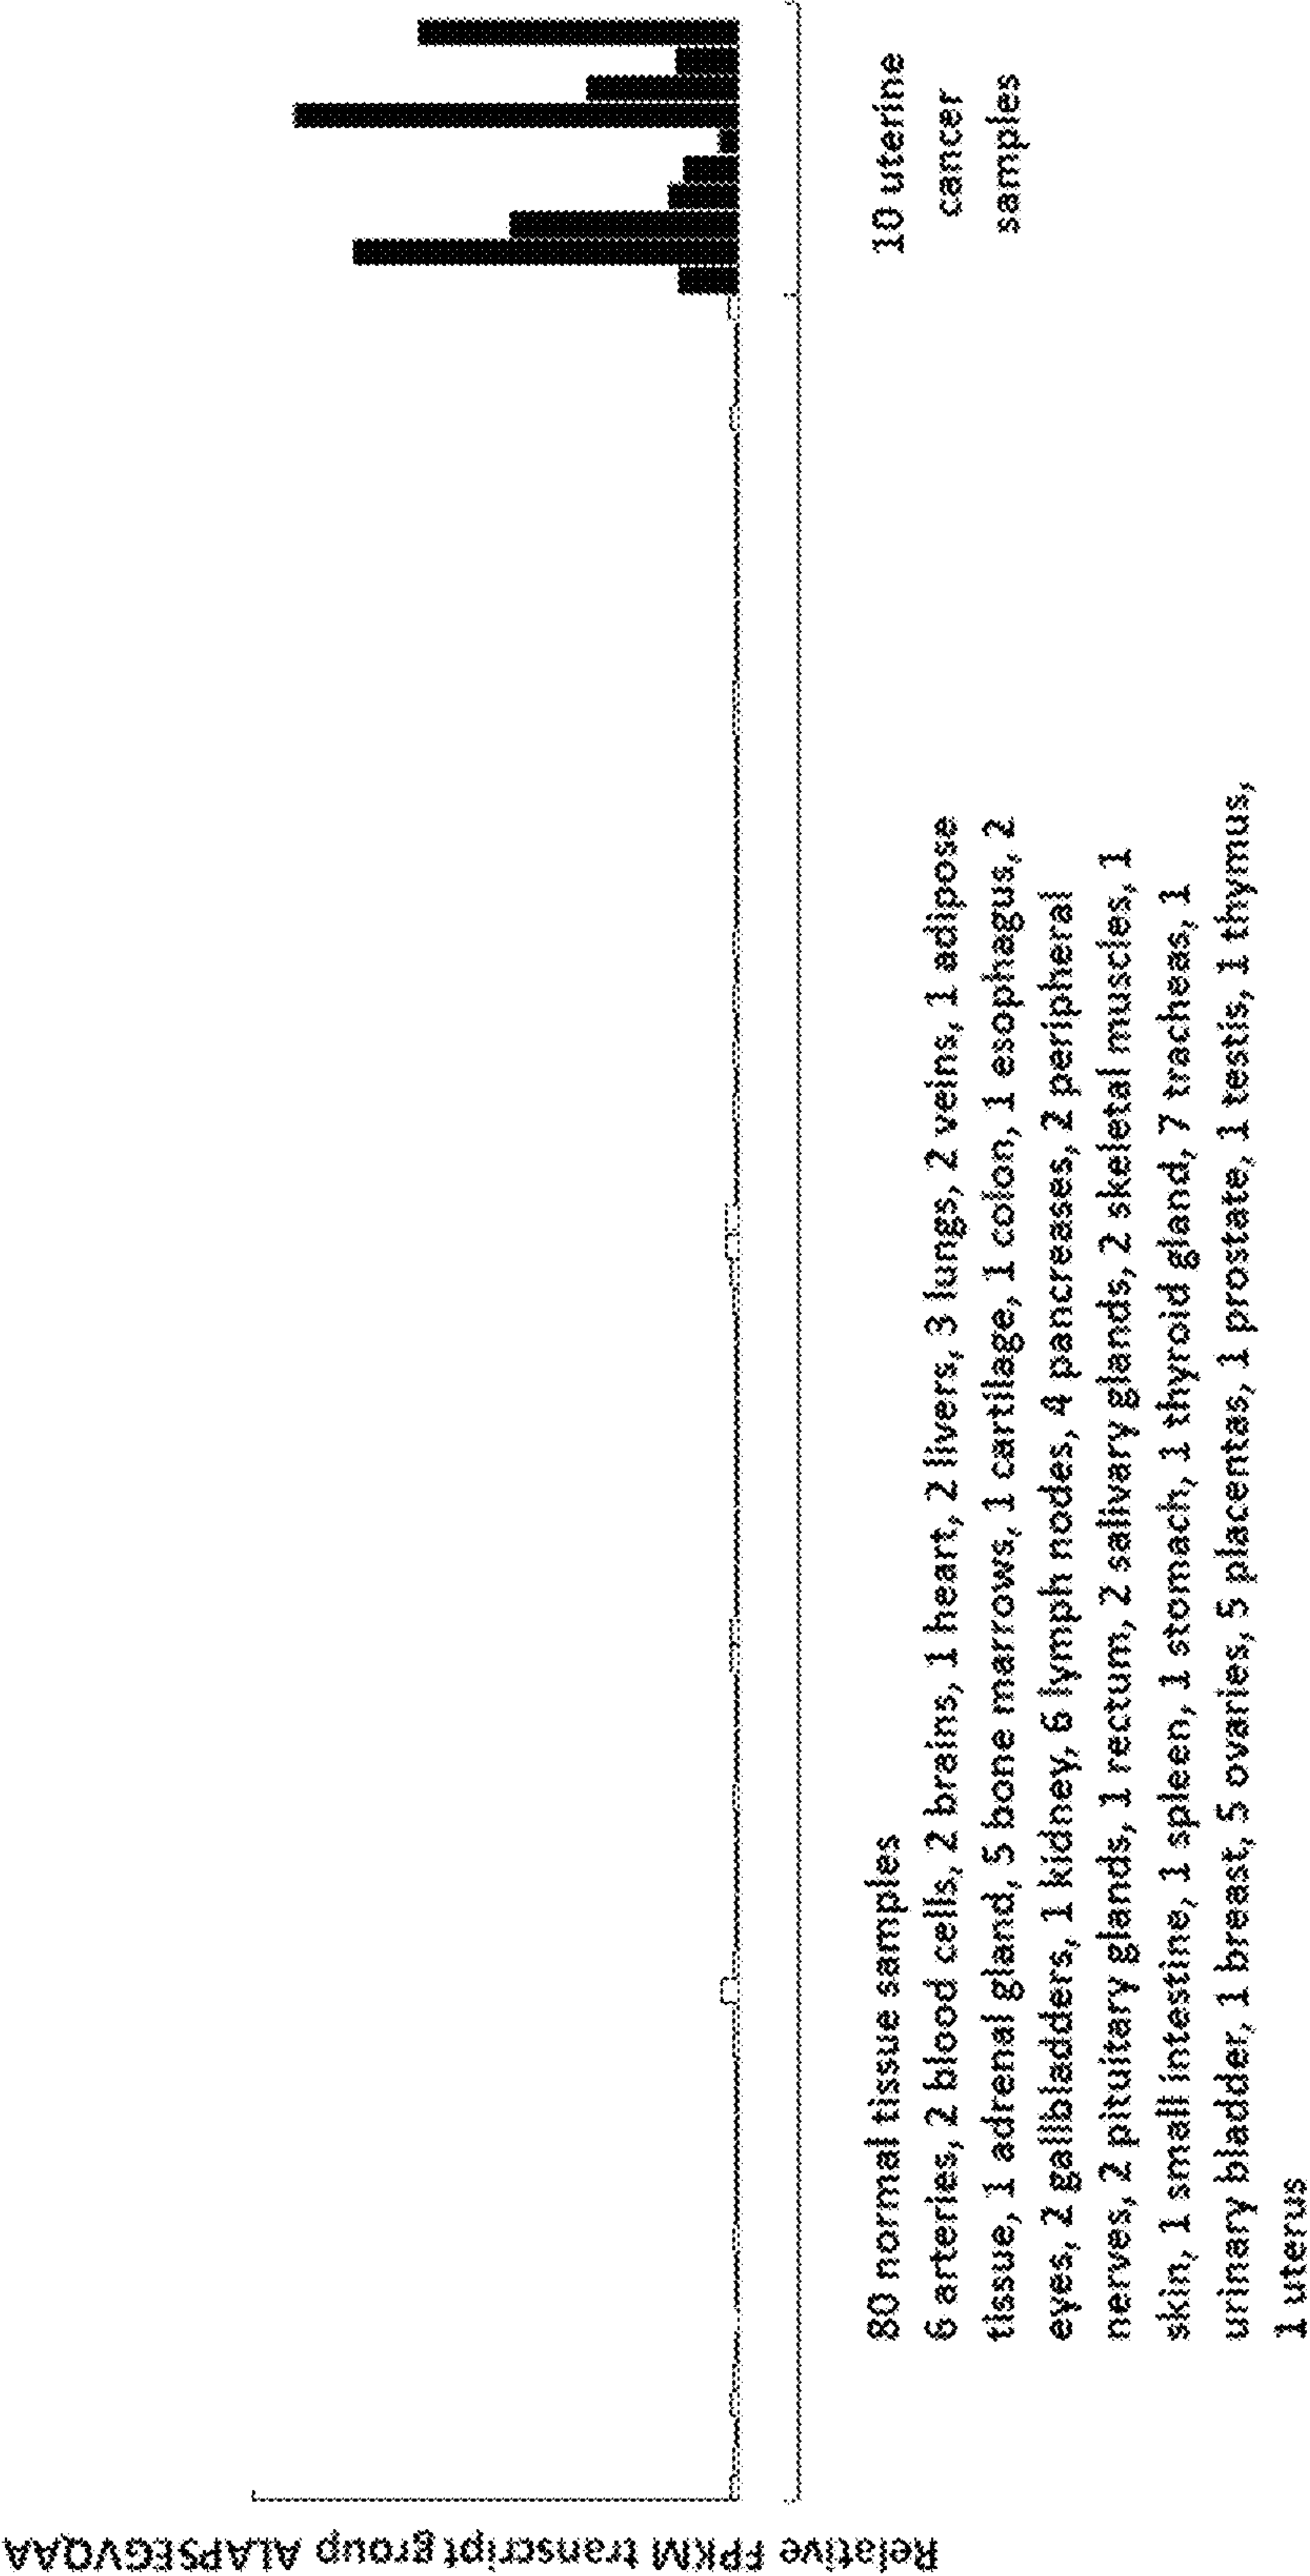 Relative FPKM transcript group ALAPSEGVQAA
80 normal tissue samples
6 arteries, 2 blood cells, 2 brains, 1 heart, 2 livers, 3 lungs, 2 veins, 1 adipose
tissue, 1 adrenal gland, 5 bone marrows, 1 cartilage, 1 colon, 1 esophagus, 2
eyes, 2 gallbladders, 1 kidney, 6 lymph nodes, 4 pancreases, 2 peripheral
nerves, 2 pituitary glands, 1 rectum, 2 salivary glands, 2 skeletal muscles, 1
skin, 1 small intestine, 1 spleen, 1 stomach, 1 thyroid gland, 7 tracheas, 1
urinary bladder, 1 breast, 5 ovaries, 5 placentas, 1 prostate, 1 testis, 1 thymus,
1 uterus
10 uterine
cancer
samples